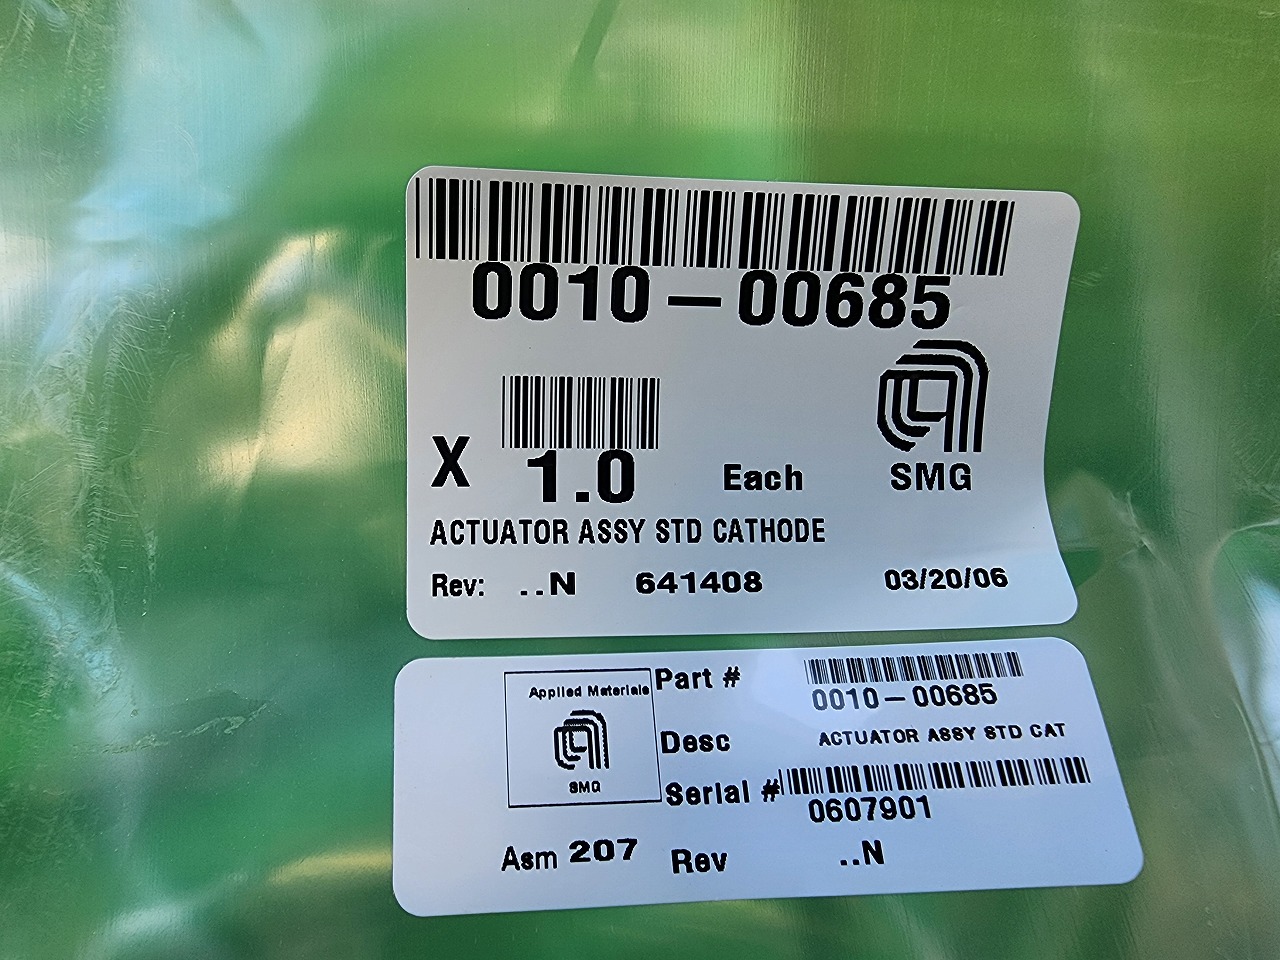 0010-00685
X 1.0 Each SMG
ACTUATOR ASSY STD CATHODE
Rev: ..N 641408 03/20/06
Applied Materials
SMG
Part # 0010-00685
Desc ACTUATOR ASSY STD CAT
Serial # 0607901
Asm 207 Rev ..N